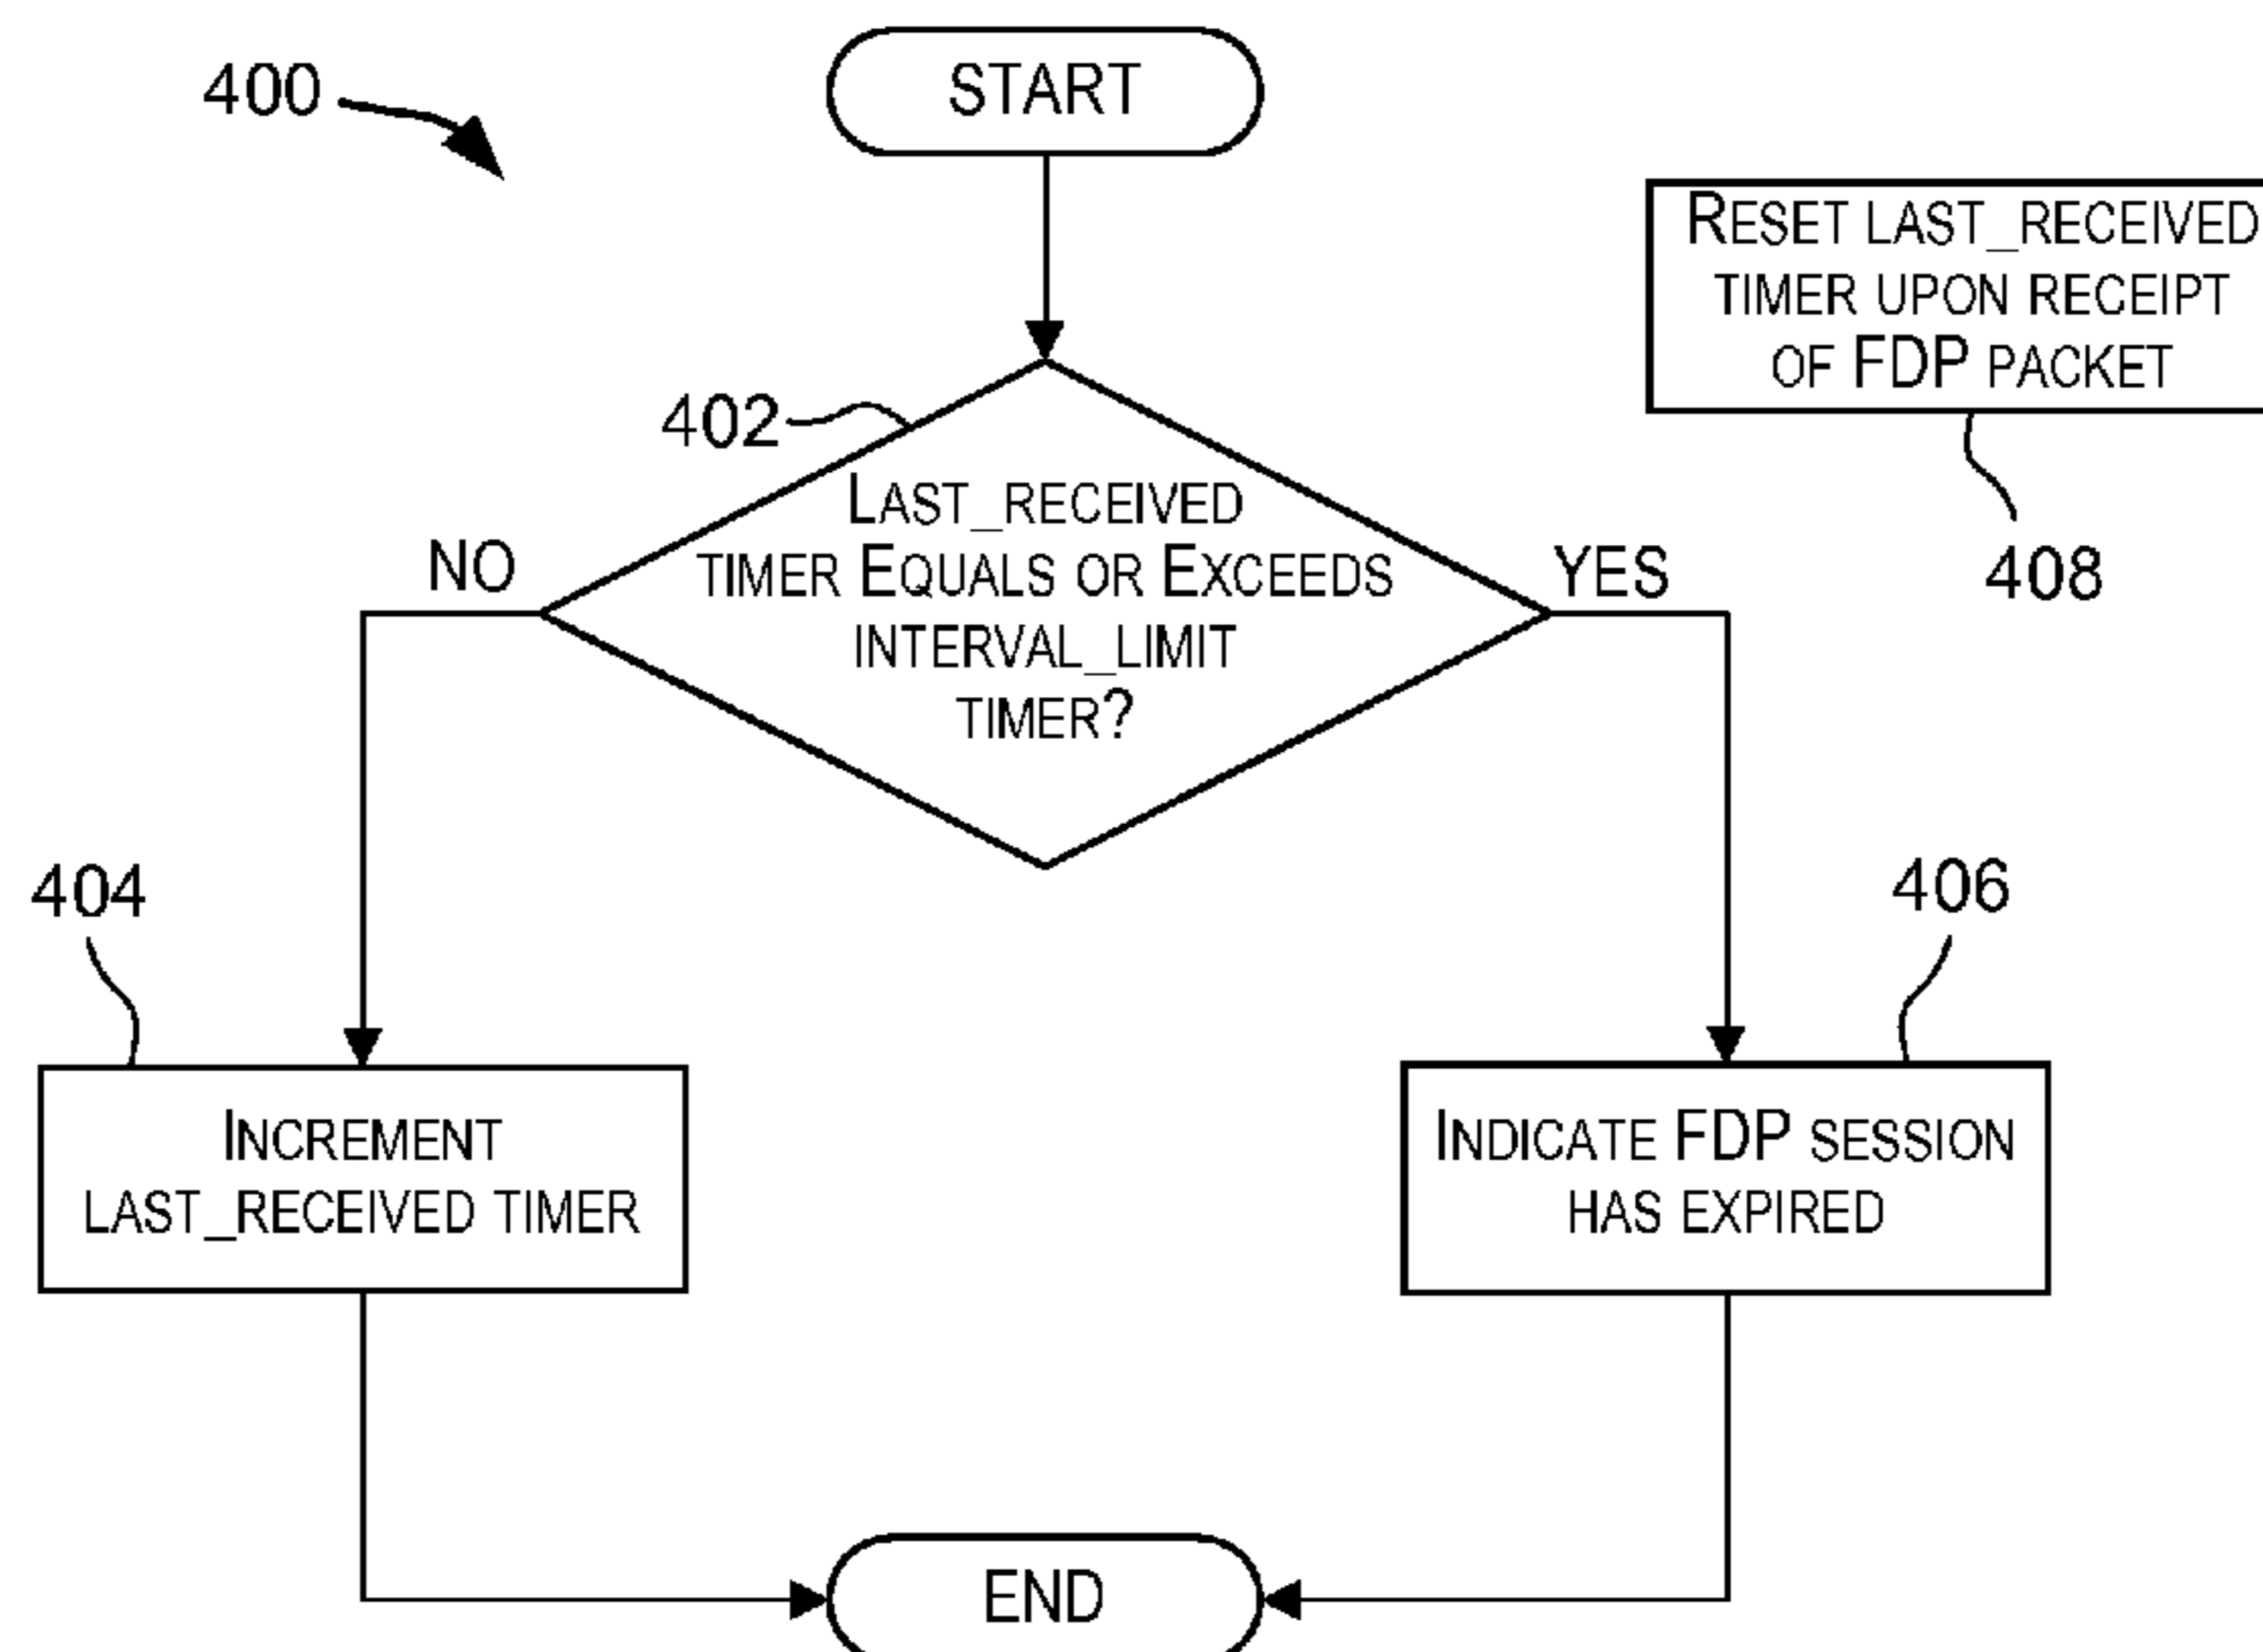 400
START
RESET LAST_RECEIVED
TIMER UPON RECEIPT
OF FDP PACKET
408
402
LAST_RECEIVED
TIMER EQUALS OR EXCEEDS
INTERVAL_LIMIT
TIMER?
NO
YES
404
406
INCREMENT
LAST_RECEIVED TIMER
INDICATE FDP SESSION
HAS EXPIRED
END